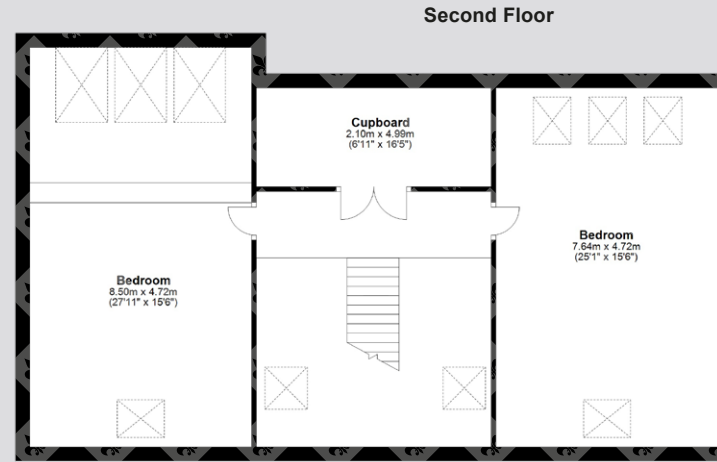 Second Floor
Cupboard
2.10m x 4.99m
(6'11" x 16'5")
Bedroom
7.64m x 4.72m
(25'1" x 15'6")
Bedroom
8.50m x 4.72m
(27'11" x 15'6")